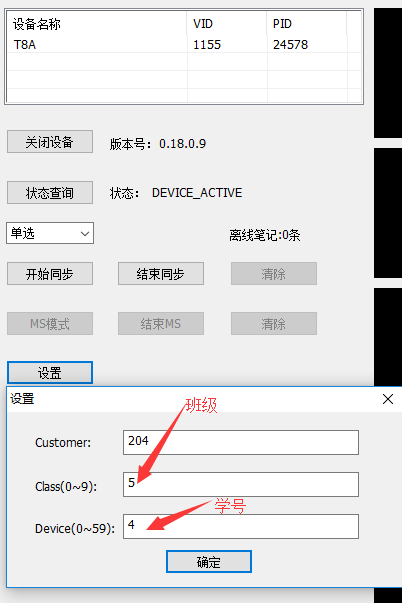 设备名称 VID PID
T8A 1155 24578
关闭设备 版本号：0.18.0.9
状态查询 状态： DEVICE_ACTIVE
单选 离线笔记:0条
开始同步 结束同步 清除
MS模式 结束MS 清除
设置
设置
班级
Customer: 204
Class(0~9): 5
学号
Device(0~59): 4
确定